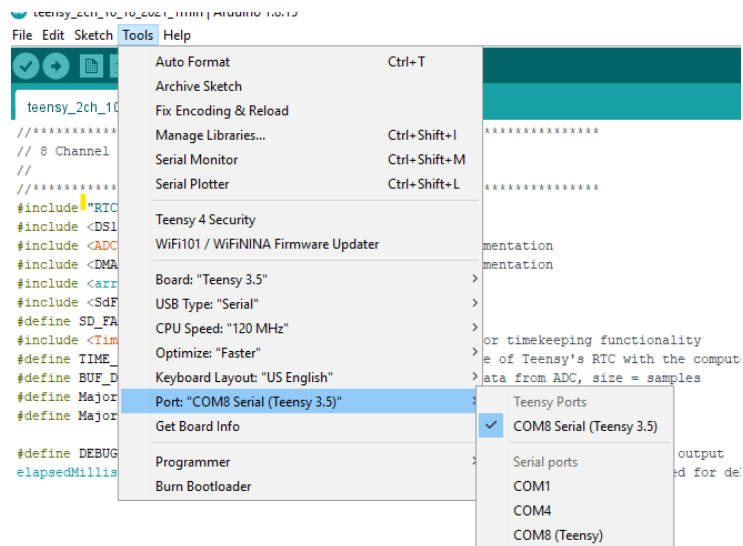 teensy_2ch_10_18_2021_1min | Arduino 1.8.15
File Edit Sketch Tools Help
teensy_2ch_10
Auto Format Ctrl+T
Archive Sketch
Fix Encoding & Reload
Manage Libraries... Ctrl+Shift+I
Serial Monitor Ctrl+Shift+M
Serial Plotter Ctrl+Shift+L
Teensy 4 Security
WiFi101 / WiFiNINA Firmware Updater
Board: "Teensy 3.5"
USB Type: "Serial"
CPU Speed: "120 MHz"
Optimize: "Faster"
Keyboard Layout: "US English"
Port: "COM8 Serial (Teensy 3.5)"
Get Board Info
Programmer
Burn Bootloader
Teensy Ports
COM8 Serial (Teensy 3.5)
Serial ports
COM1
COM4
COM8 (Teensy)
//*********** ***************
// 8 Channel
//
//*********** ***************
#include "RTC
#include <DS1
#include <ADC mentation
#include <DMA mentation
#include <arr
#include <SdF
#define SD_FA
#include <Tim or timekeeping functionality
#define TIME_ e of Teensy's RTC with the comput
#define BUF_D ata from ADC, size = samples
#define Major
#define Major
#define DEBUG output
elapsedMillis ed for de